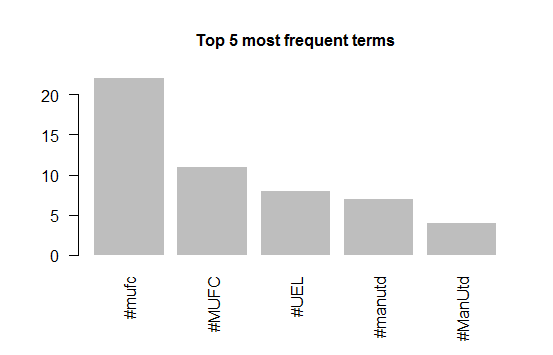 Top 5 most frequent terms
20
15
10
5
0
#mufc
#MUFC
#UEL
#manutd
#ManUtd